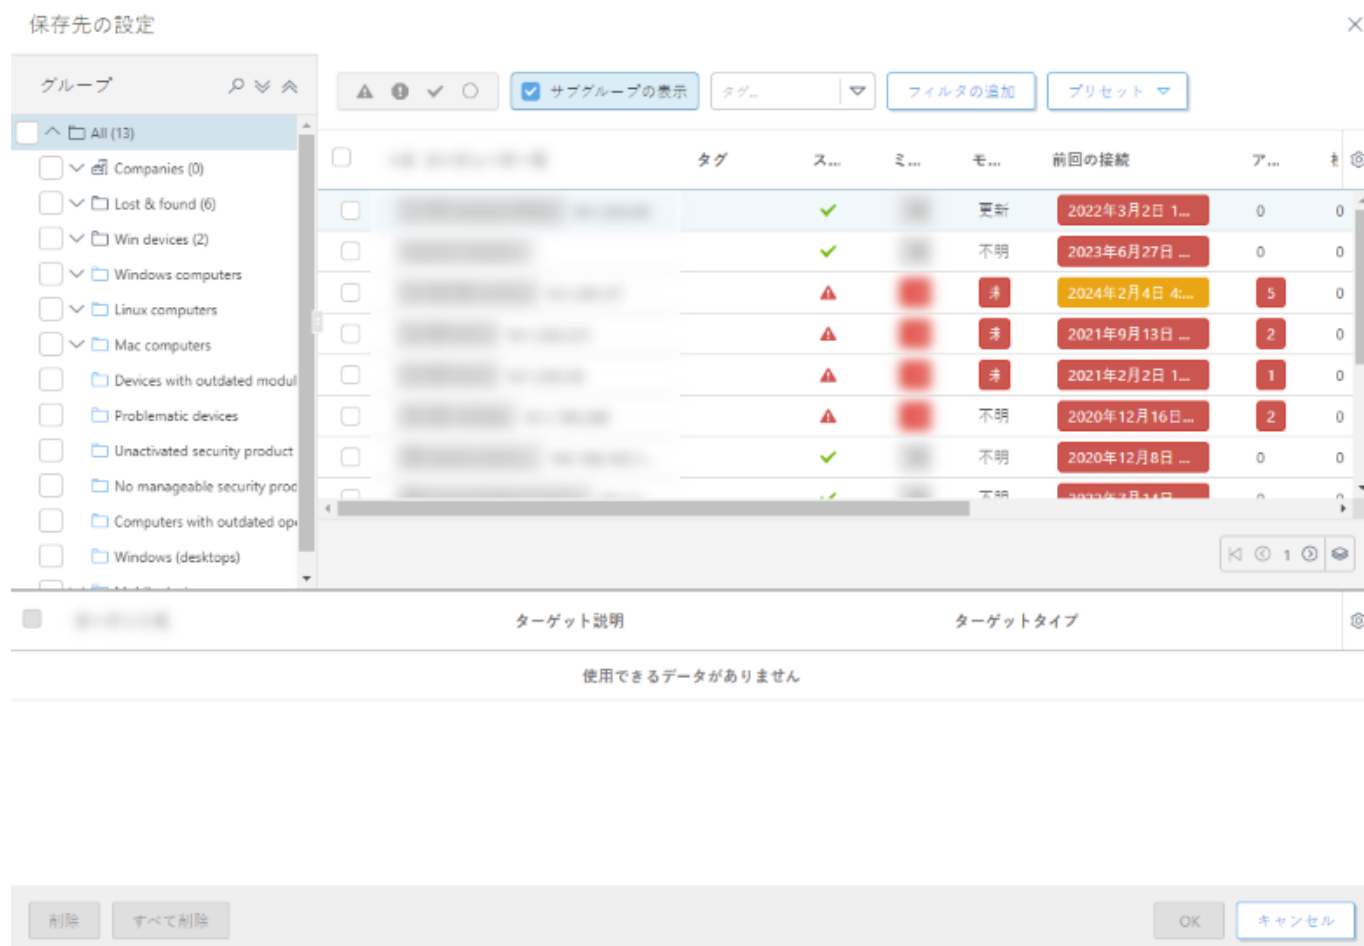 保存先の設定
グループ
サブグループの表示
タグ...
フィルタの追加
プリセット
All (13)
Companies (0)
Lost & found (6)
Win devices (2)
Windows computers
Linux computers
Mac computers
Devices with outdated modul
Problematic devices
Unactivated security product
No manageable security proc
Computers with outdated ope
Windows (desktops)
タグ
ス...
ミ...
モ...
前回の接続
ア...
更新
2022年3月2日 1...
0
0
不明
2023年6月27日 ...
0
0
未
2024年2月4日 4:...
5
0
未
2021年9月13日 ...
2
0
未
2021年2月2日 1...
1
0
不明
2020年12月16日...
2
0
不明
2020年12月8日 ...
0
0
1
ターゲット説明
ターゲットタイプ
使用できるデータがありません
削除
すべて削除
OK
キャンセル